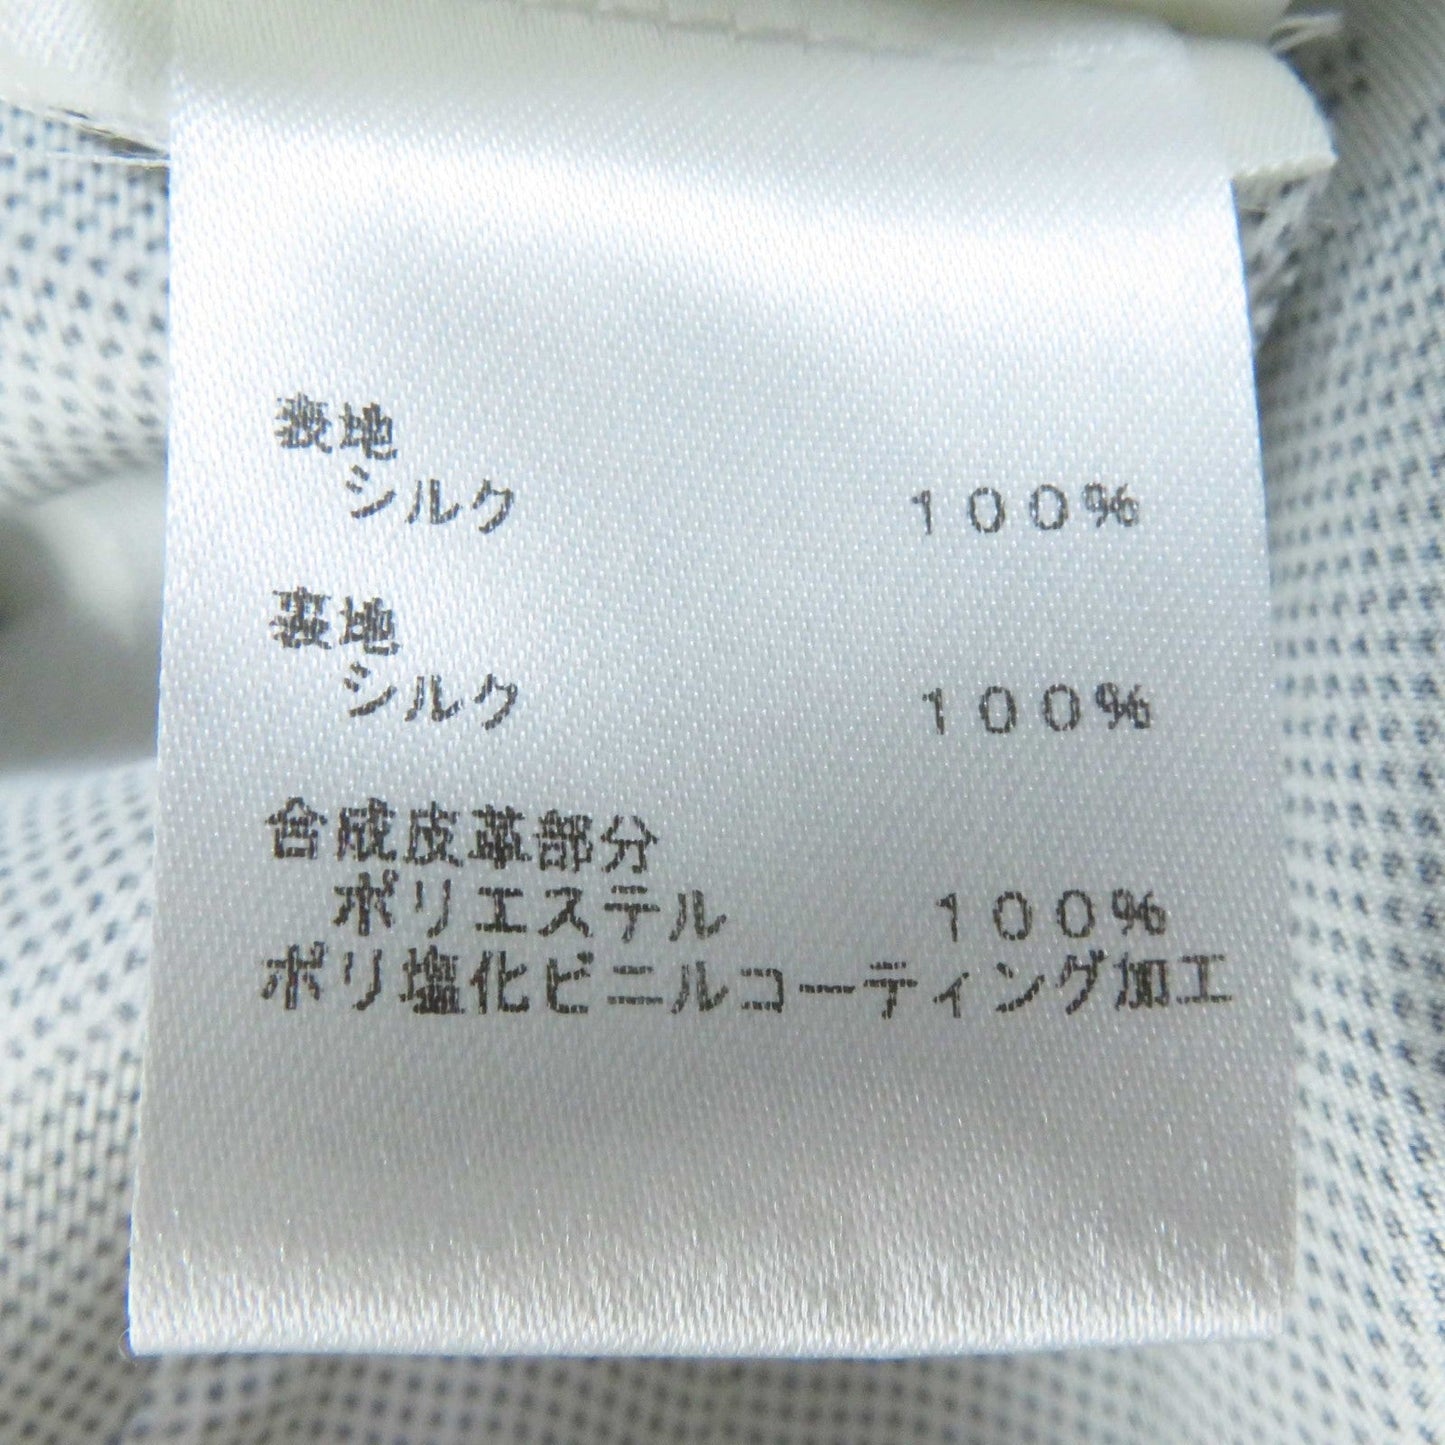 表地
シルク 100%
表地
シルク 100%
合成皮革部分
ポリエステル 100%
ポリ塩化ビニルコーティング加工